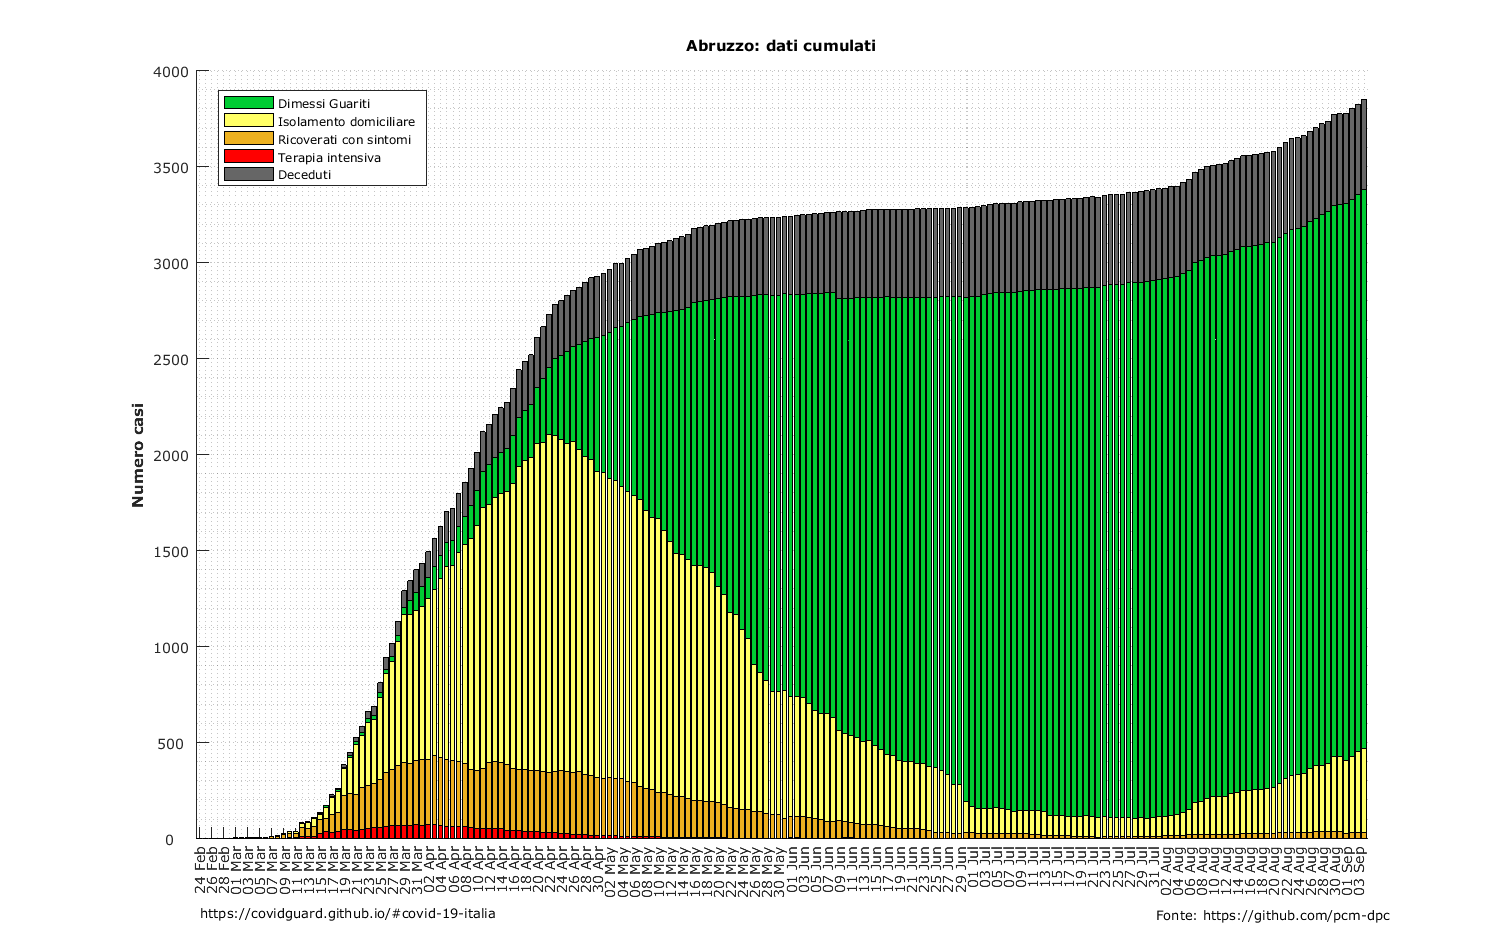 Abruzzo: dati cumulati
4000
3500
3000
2500
2000
1500
1000
500
0
Numero casi
Dimessi Guariti
Isolamento domiciliare
Ricoverati con sintomi
Terapia intensiva
Deceduti
24 Feb
26 Feb
28 Feb
01 Mar
03 Mar
05 Mar
07 Mar
09 Mar
11 Mar
13 Mar
15 Mar
17 Mar
19 Mar
21 Mar
23 Mar
25 Mar
27 Mar
29 Mar
31 Mar
02 Apr
04 Apr
06 Apr
08 Apr
10 Apr
12 Apr
14 Apr
16 Apr
18 Apr
20 Apr
22 Apr
24 Apr
26 Apr
28 Apr
30 Apr
02 May
04 May
06 May
08 May
10 May
12 May
14 May
16 May
18 May
20 May
22 May
24 May
26 May
28 May
30 May
01 Jun
03 Jun
05 Jun
07 Jun
09 Jun
11 Jun
13 Jun
15 Jun
17 Jun
19 Jun
21 Jun
23 Jun
25 Jun
27 Jun
29 Jun
01 Jul
03 Jul
05 Jul
07 Jul
09 Jul
11 Jul
13 Jul
15 Jul
17 Jul
19 Jul
21 Jul
23 Jul
25 Jul
27 Jul
29 Jul
31 Jul
02 Aug
04 Aug
06 Aug
08 Aug
10 Aug
12 Aug
14 Aug
16 Aug
18 Aug
20 Aug
22 Aug
24 Aug
26 Aug
28 Aug
30 Aug
01 Sep
03 Sep
https://covidguard.github.io/#covid-19-italia
Fonte: https://github.com/pcm-dpc